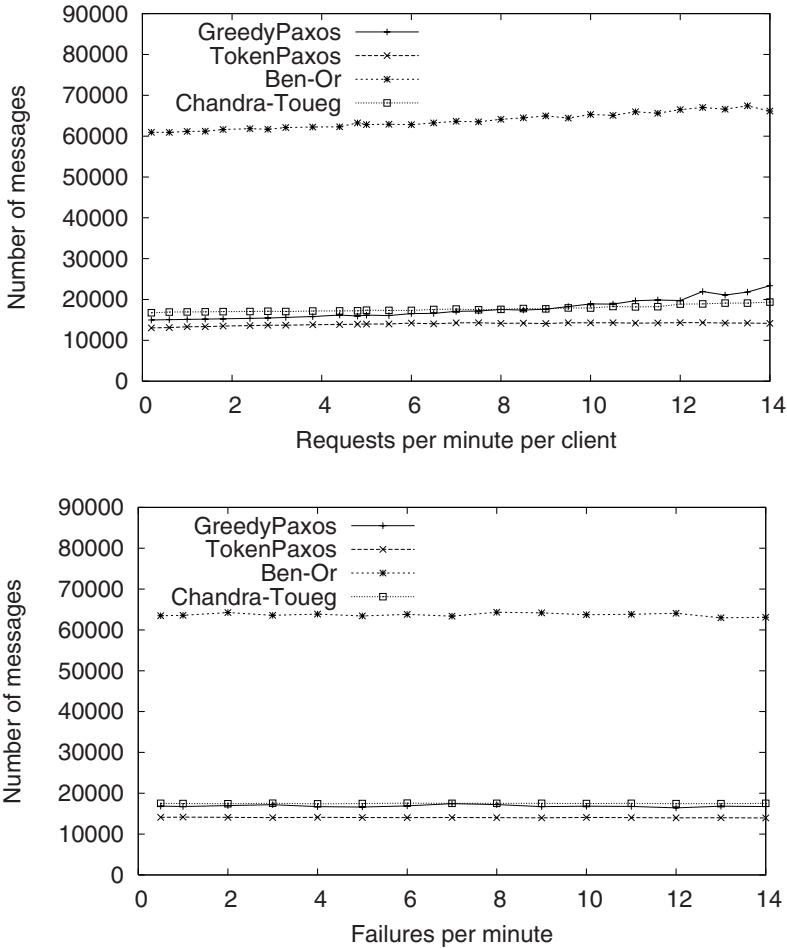 90000
80000
70000
60000
50000
40000
30000
20000
10000
0
Number of messages
GreedyPaxos
TokenPaxos
Ben-Or
Chandra-Toueg
0 2 4 6 8 10 12 14
Requests per minute per client
90000
80000
70000
60000
50000
40000
30000
20000
10000
0
Number of messages
GreedyPaxos
TokenPaxos
Ben-Or
Chandra-Toueg
0 2 4 6 8 10 12 14
Failures per minute